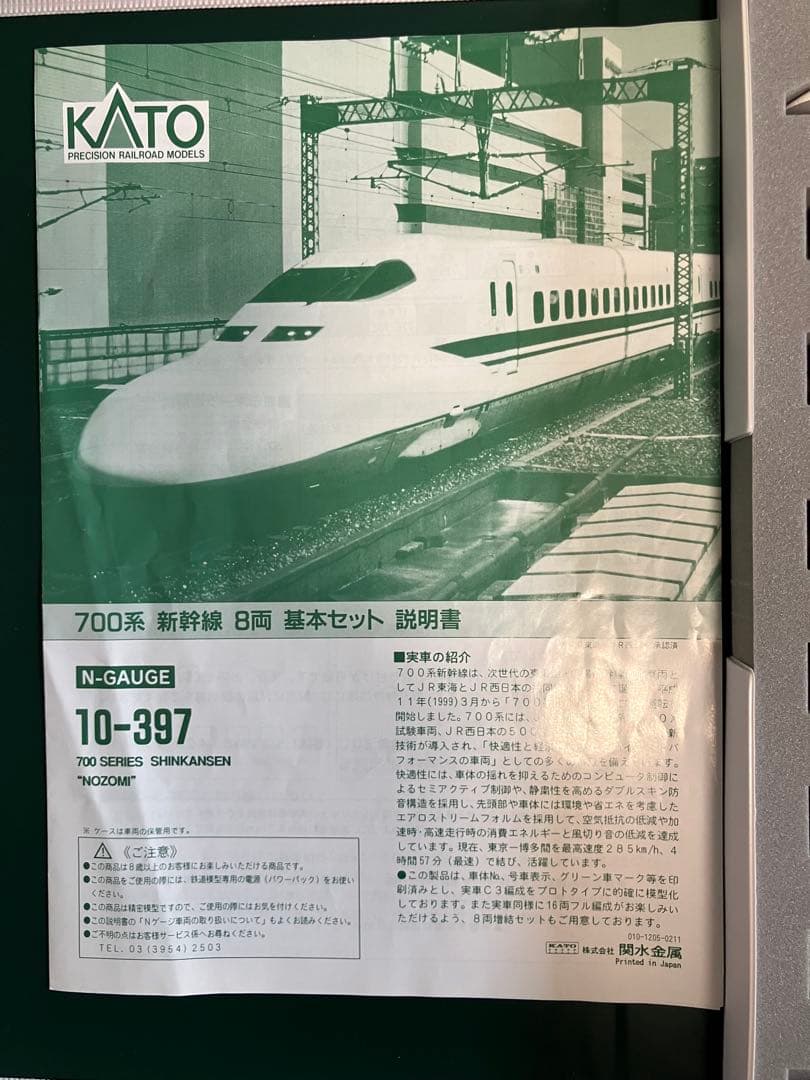 KATO
PRECISION RAILROAD MODELS
700系 新幹線 8両 基本セット 説明書
N-GAUGE
10-397
700 SERIES SHINKANSEN
"NOZOMI"
※ ケースは車両の保管用です。
《ご注意》
●この商品は8歳以上のお客様にお楽しみいただける商品です。
●この商品をご使用の際には、鉄道模型専用の電源（パワーパック）をお使い
ください。
●この商品は精密模型ですので、ご使用の際にはお気を付けください。
●この説明書の「Nゲージ車両の取り扱いについて」もよくお読みください。
●ご不明の点はお客様サービス係へお尋ねください。
TEL. 03 (3954) 2503
承認済
■実車の紹介
700系新幹線は、次世代の東 両と
してJR東海とJR西日本の
11年(1999)3月から「700
開始しました。700系には、
試験車両、JR西日本の500
技術が導入され、「快適性と経
フォーマンスの車両」としての多く を備え ます。
快適性には、車体の揺れを抑えるためのコンピュータ制御に
よるセミアクティブ制御や、静粛性を高めるダブルスキン防
音構造を採用し、先頭部や車体には環境や省エネを考慮した
エアロストリームフォルムを採用して、空気抵抗の低減や加
速時・高速走行時の消費エネルギーと風切り音の低減を達成
しています。現在、東京ー博多間を最高速度285km/h、4
時間57分（最速）で結び、活躍しています。
●この製品は、車体No、号車表示、グリーン車マーク等を印
刷済みとし、実車C3編成をプロトタイプに的確に模型化
しております。また実車同様に16両フル編成がお楽しみい
ただけるよう、8両増結セットもご用意しております。
010-1205-0211
KATO 株式会社 関水金属
Printed in Japan